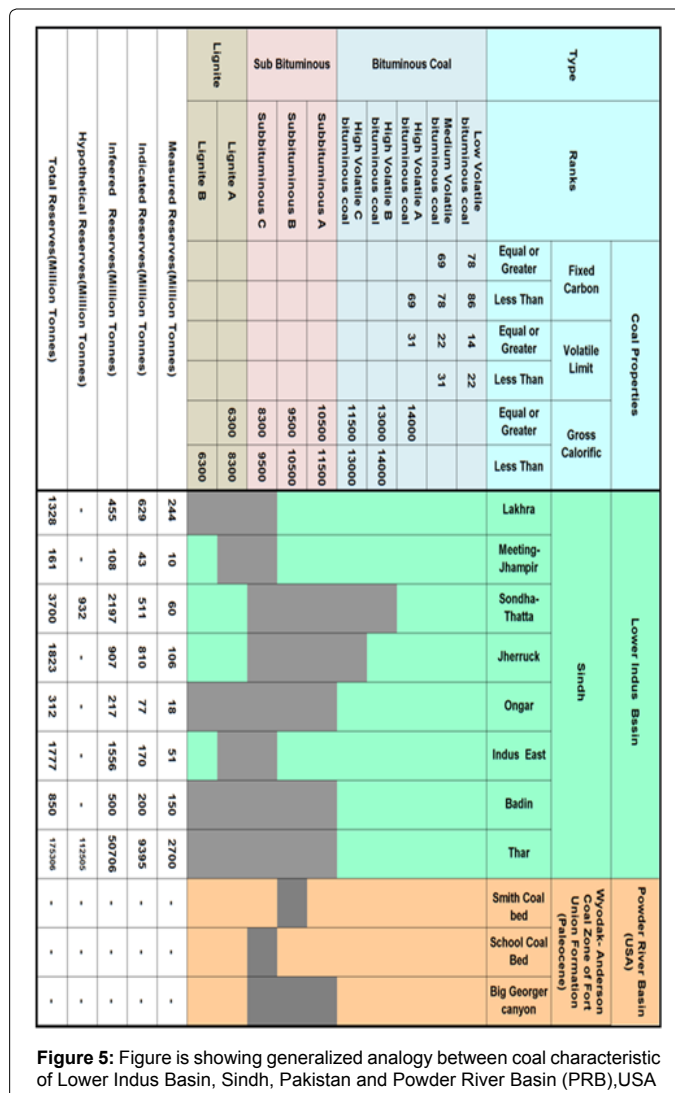 Type
Ranks
Coal Properties
Lower Indus Bssin
Powder River Basin
(USA)
Fixed
Carbon
Volatile
Limit
Gross
Calorific
Sindh
Wyodak- Anderson
Coal Zone of Fort
Union Formation
(Paleocene)
Equal or
Greater
Less Than
Equal or
Greater
Less Than
Equal or
Greater
Less Than
Lakhra
Meeting-
Jhampir
Sondha-
Thatta
Jherruck
Ongar
Indus East
Badin
Thar
Smith Coal
bed
School Coal
Bed
Big Georger
canyon
Bituminous Coal
Low Volatile
bituminous coal
78 86 14 22
Medium Volatile
bituminous coal
69 78 22 31
High Volatile A
bituminous coal
69 31 14000
High Volatile B
bituminous coal
13000 14000
High Volatile C
bituminous coal
11500 13000
Sub Bituminous
Subbituminous A 10500 11500
Subbituminous B 9500 10500
Subbituminous C 8300 9500
Lignite
Lignite A 6300 8300
Lignite B 6300
Measured Reserves(Million Tonnes) 244 10 60 106 18 51 150 2700 - - -
Indicated Reserves(Million Tonnes) 629 43 511 810 77 170 200 9395 - - -
Infeered Reserves(Million Tonnes) 455 108 2197 907 217 1556 500 50706 - - -
Hypothetical Reserves(Million Tonnes) - - 932 - - - - 112505 - - -
Total Reserves(Million Tonnes) 1328 161 3700 1823 312 1777 850 175306 - - -
Figure 5: Figure is showing generalized analogy between coal characteristic
of Lower Indus Basin, Sindh, Pakistan and Powder River Basin (PRB),USA